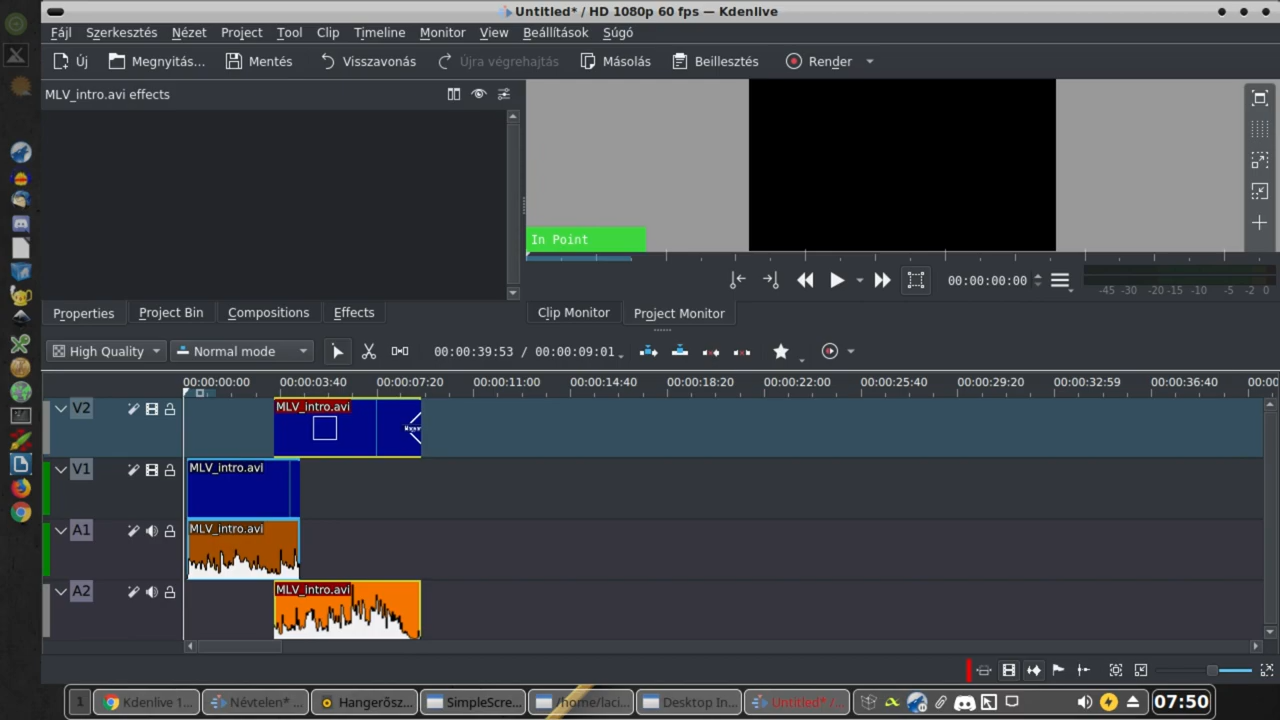 Untitled* / HD 1080p 60 fps — Kdenlive
Fájl Szerkesztés Nézet Project Tool Clip Timeline Monitor View Beállítások Súgó
Új Megnyitás... Mentés Visszavonás Újra végrehajtás Másolás Beillesztés Render
MLV_intro.avi effects
In Point
00:00:00:00
-45 -30 -20 -15 -10 -5 -2 0
Properties Project Bin Compositions Effects Clip Monitor Project Monitor
High Quality Normal mode 00:00:39:53 / 00:00:09:01
00:00:00:00 00:00:03:40 00:00:07:20 00:00:11:00 00:00:14:40 00:00:18:20 00:00:22:00 00:00:25:40 00:00:29:20 00:00:32:59 00:00:36:40 00:00
V2 MLV_intro.avi
V1 MLV_intro.avi
A1 MLV_intro.avi
A2 MLV_intro.avi
1 Kdenlive 1... Névtelen* ... Hangerősz... SimpleScre... /home/laci... Desktop In... Untitled* /... 07:50